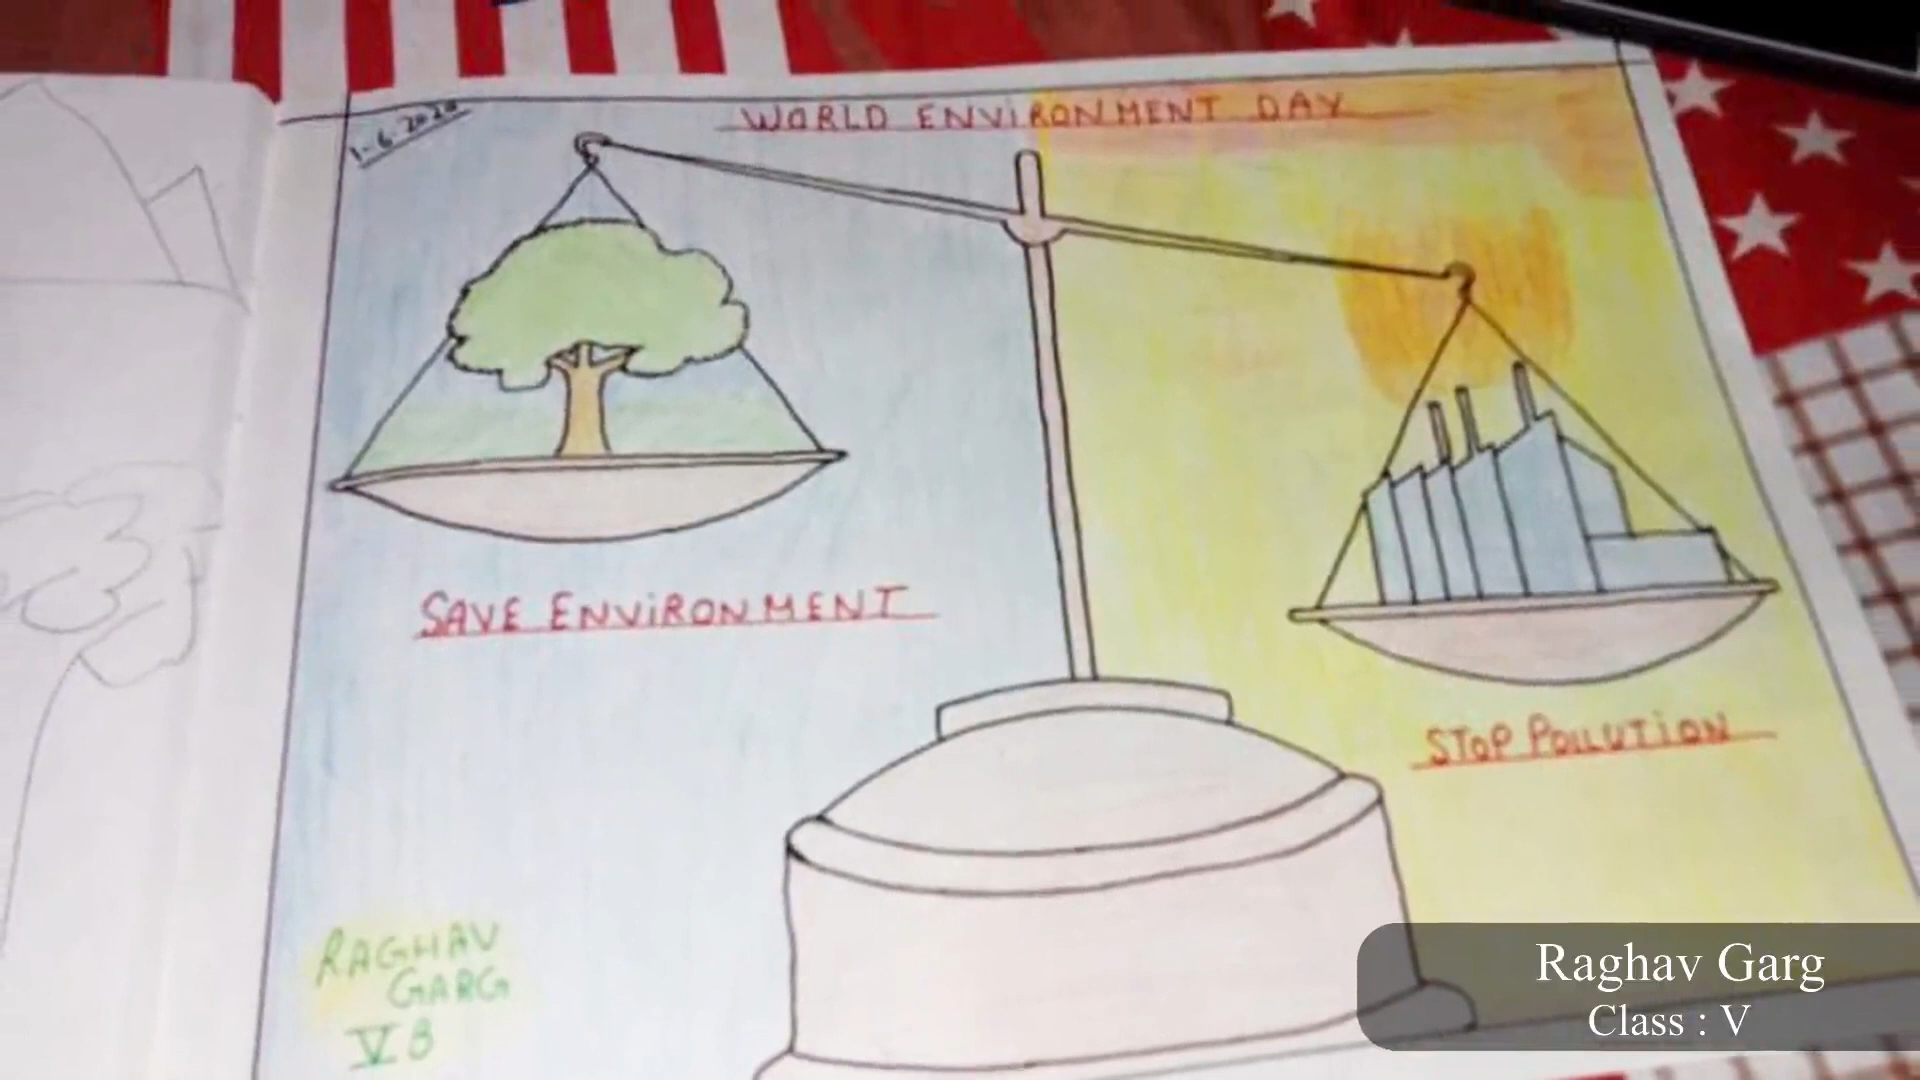 1-6-2020
WORLD ENVIRONMENT DAY
SAVE ENVIRONMENT
STOP POLLUTION
RAGHAV
GARG
V B
Raghav Garg
Class : V